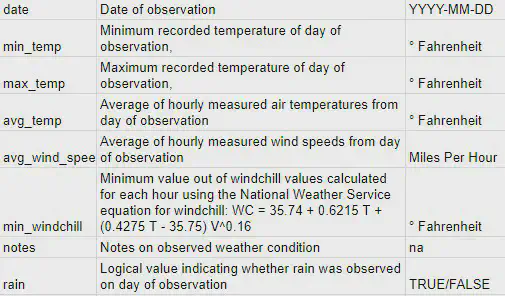 date Date of observation YYYY-MM-DD
Minimum recorded temperature of day of
min_temp observation, ° Fahrenheit
Maximum recorded temperature of day of
max_temp observation, ° Fahrenheit
Average of hourly measured air temperatures from
avg_temp day of observation ° Fahrenheit
Average of hourly measured wind speeds from day
avg_wind_spee of observation Miles Per Hour
Minimum value out of windchill values calculated
for each hour using the National Weather Service
equation for windchill: WC = 35.74 + 0.6215 T +
min_windchill (0.4275 T - 35.75) V^0.16 ° Fahrenheit
notes Notes on observed weather condition na
Logical value indicating whether rain was observed
rain on day of observation TRUE/FALSE